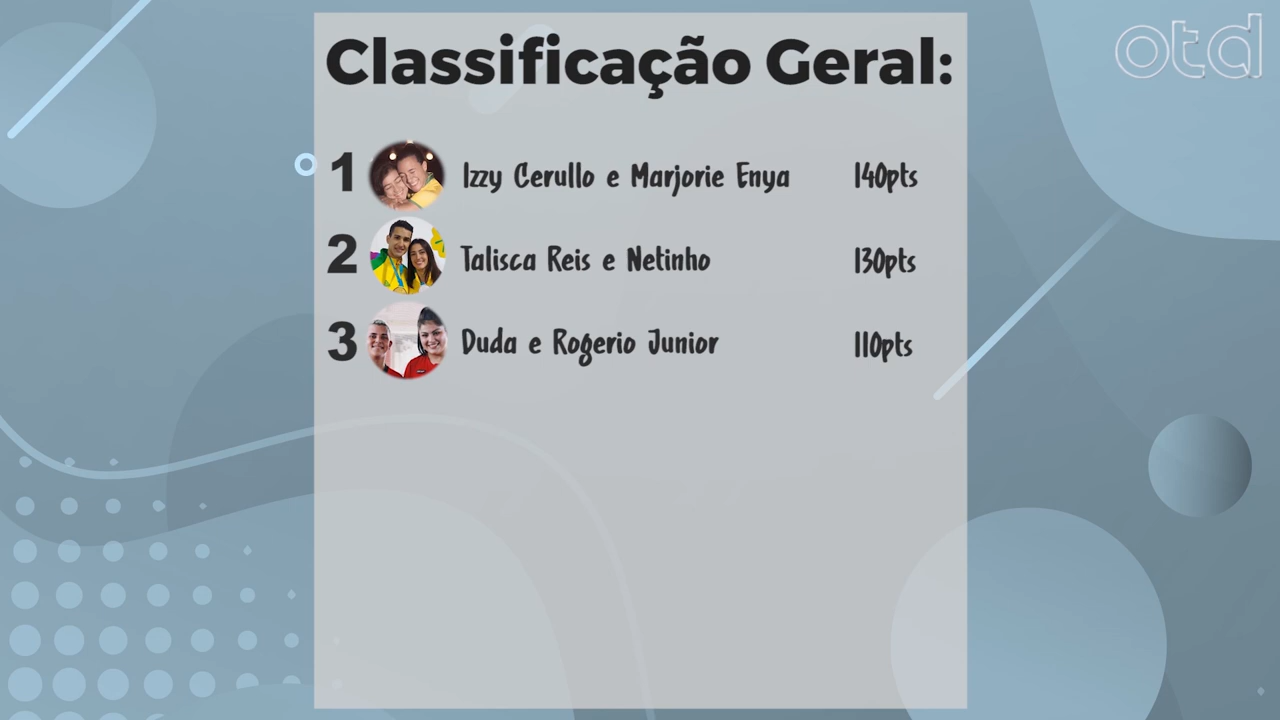 otd
Classificação Geral:
1 Izzy Cerullo e Marjorie Enya 140pts
2 Talisca Reis e Netinho 130pts
3 Duda e Rogerio Junior 110pts